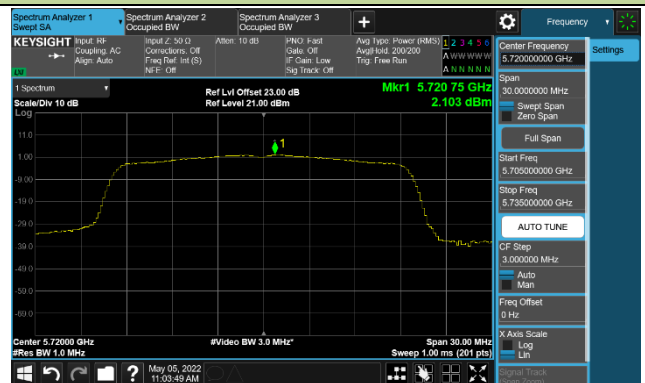 Spectrum Analyzer 1
Swept SA
Spectrum Analyzer 2
Occupied BW
Spectrum Analyzer 3
Occupied BW
Frequency
KEYSIGHT
Input: RF
Coupling: AC
Align: Auto
Input Z: 50 Ω
Corrections: Off
Freq Ref: Int (S)
NFE: Off
Atten: 10 dB
PNO: Fast
Gate: Off
IF Gain: Low
Sig Track: Off
Avg Type: Power (RMS)
Avg|Hold: 200/200
Trig: Free Run
1 2 3 4 5 6
A W W W W W
A N N N N N
LU
1 Spectrum
Scale/Div 10 dB
Log
Ref Lvl Offset 23.00 dB
Ref Level 21.00 dBm
Mkr1 5.720 75 GHz
2.103 dBm
1
11.0
1.00
-9.00
-19.0
-29.0
-39.0
-49.0
-59.0
-69.0
Center 5.72000 GHz
#Res BW 1.0 MHz
#Video BW 3.0 MHz*
Span 30.00 MHz
Sweep 1.00 ms (201 pts)
May 05, 2022
11:03:49 AM
Center Frequency
5.720000000 GHz
Settings
Span
30.0000000 MHz
Swept Span
Zero Span
Full Span
Start Freq
5.705000000 GHz
Stop Freq
5.735000000 GHz
AUTO TUNE
CF Step
3.000000 MHz
Auto
Man
Freq Offset
0 Hz
X Axis Scale
Log
Lin
Signal Track
(Span Zoom)